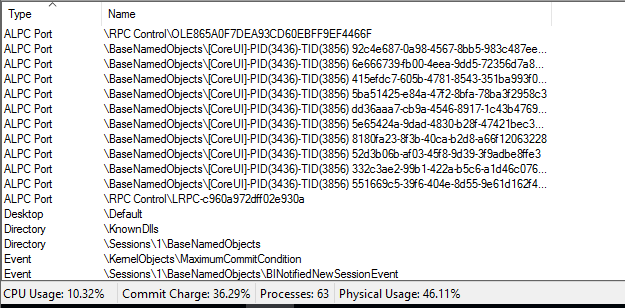 Type Name
ALPC Port \RPC Control\OLE865A0F7DEA93CD60EBFF9EF4466F
ALPC Port \BaseNamedObjects\[CoreUI]-PID(3436)-TID(3856) 92c4e687-0a98-4567-8bb5-983c487ee...
ALPC Port \BaseNamedObjects\[CoreUI]-PID(3436)-TID(3856) 6e666739-fb00-4eea-9dd5-72356d7a8...
ALPC Port \BaseNamedObjects\[CoreUI]-PID(3436)-TID(3856) 415efdc7-605b-4781-8543-351ba993f0...
ALPC Port \BaseNamedObjects\[CoreUI]-PID(3436)-TID(3856) 5ba51425-e84a-47f2-8bfa-78ba3f2958c3
ALPC Port \BaseNamedObjects\[CoreUI]-PID(3436)-TID(3856) dd36aaa7-cb9a-4546-8917-1c43b4769...
ALPC Port \BaseNamedObjects\[CoreUI]-PID(3436)-TID(3856) 5e65424a-9dad-4830-b28f-47421bec3...
ALPC Port \BaseNamedObjects\[CoreUI]-PID(3436)-TID(3856) 8180fa23-8f3b-40ca-b2d8-a66f12063228
ALPC Port \BaseNamedObjects\[CoreUI]-PID(3436)-TID(3856) 52d3b06b-af03-45f8-9d39-3f9adbe8ffe3
ALPC Port \BaseNamedObjects\[CoreUI]-PID(3436)-TID(3856) 332c3ae2-99b1-422a-b5c6-a1d46c076...
ALPC Port \BaseNamedObjects\[CoreUI]-PID(3436)-TID(3856) 551669c5-39f6-404e-8d55-9e61d162f4...
ALPC Port \RPC Control\LRPC-c960a972dff02e930a
Desktop \Default
Directory \KnownDlls
Directory \Sessions\1\BaseNamedObjects
Event \KernelObjects\MaximumCommitCondition
Event \Sessions\1\BaseNamedObjects\BINotifiedNewSessionEvent
CPU Usage: 10.32% Commit Charge: 36.29% Processes: 63 Physical Usage: 46.11%